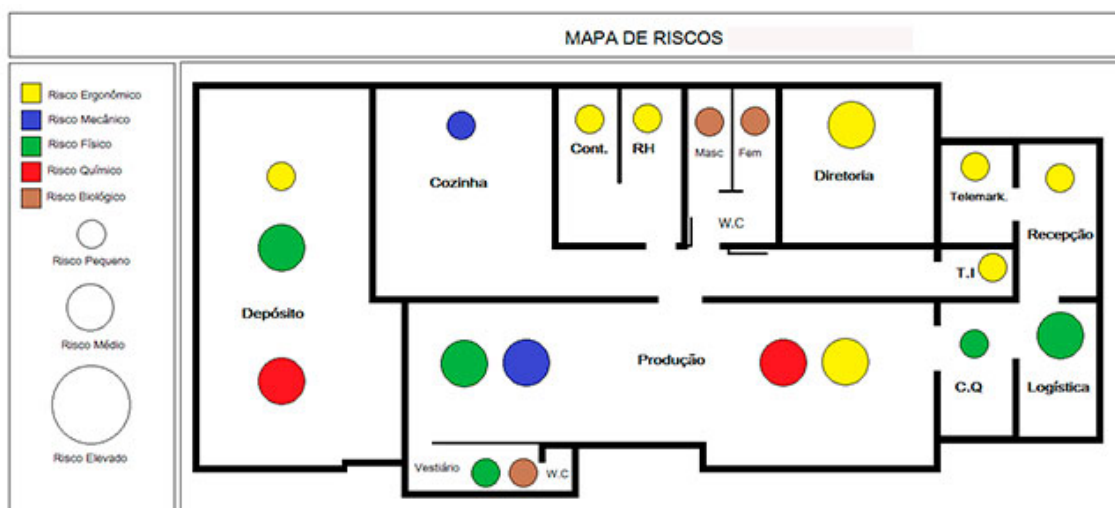 MAPA DE RISCOS
Risco Ergonômico
Risco Mecânico
Risco Físico
Risco Químico
Risco Biológico
Risco Pequeno
Risco Médio
Risco Elevado
Cont.
RH
Masc
Fem
Cozinha
Diretoria
Telemark.
W.C
Recepção
T.I
Depósito
Produção
C.Q
Logística
Vestiário
W.C